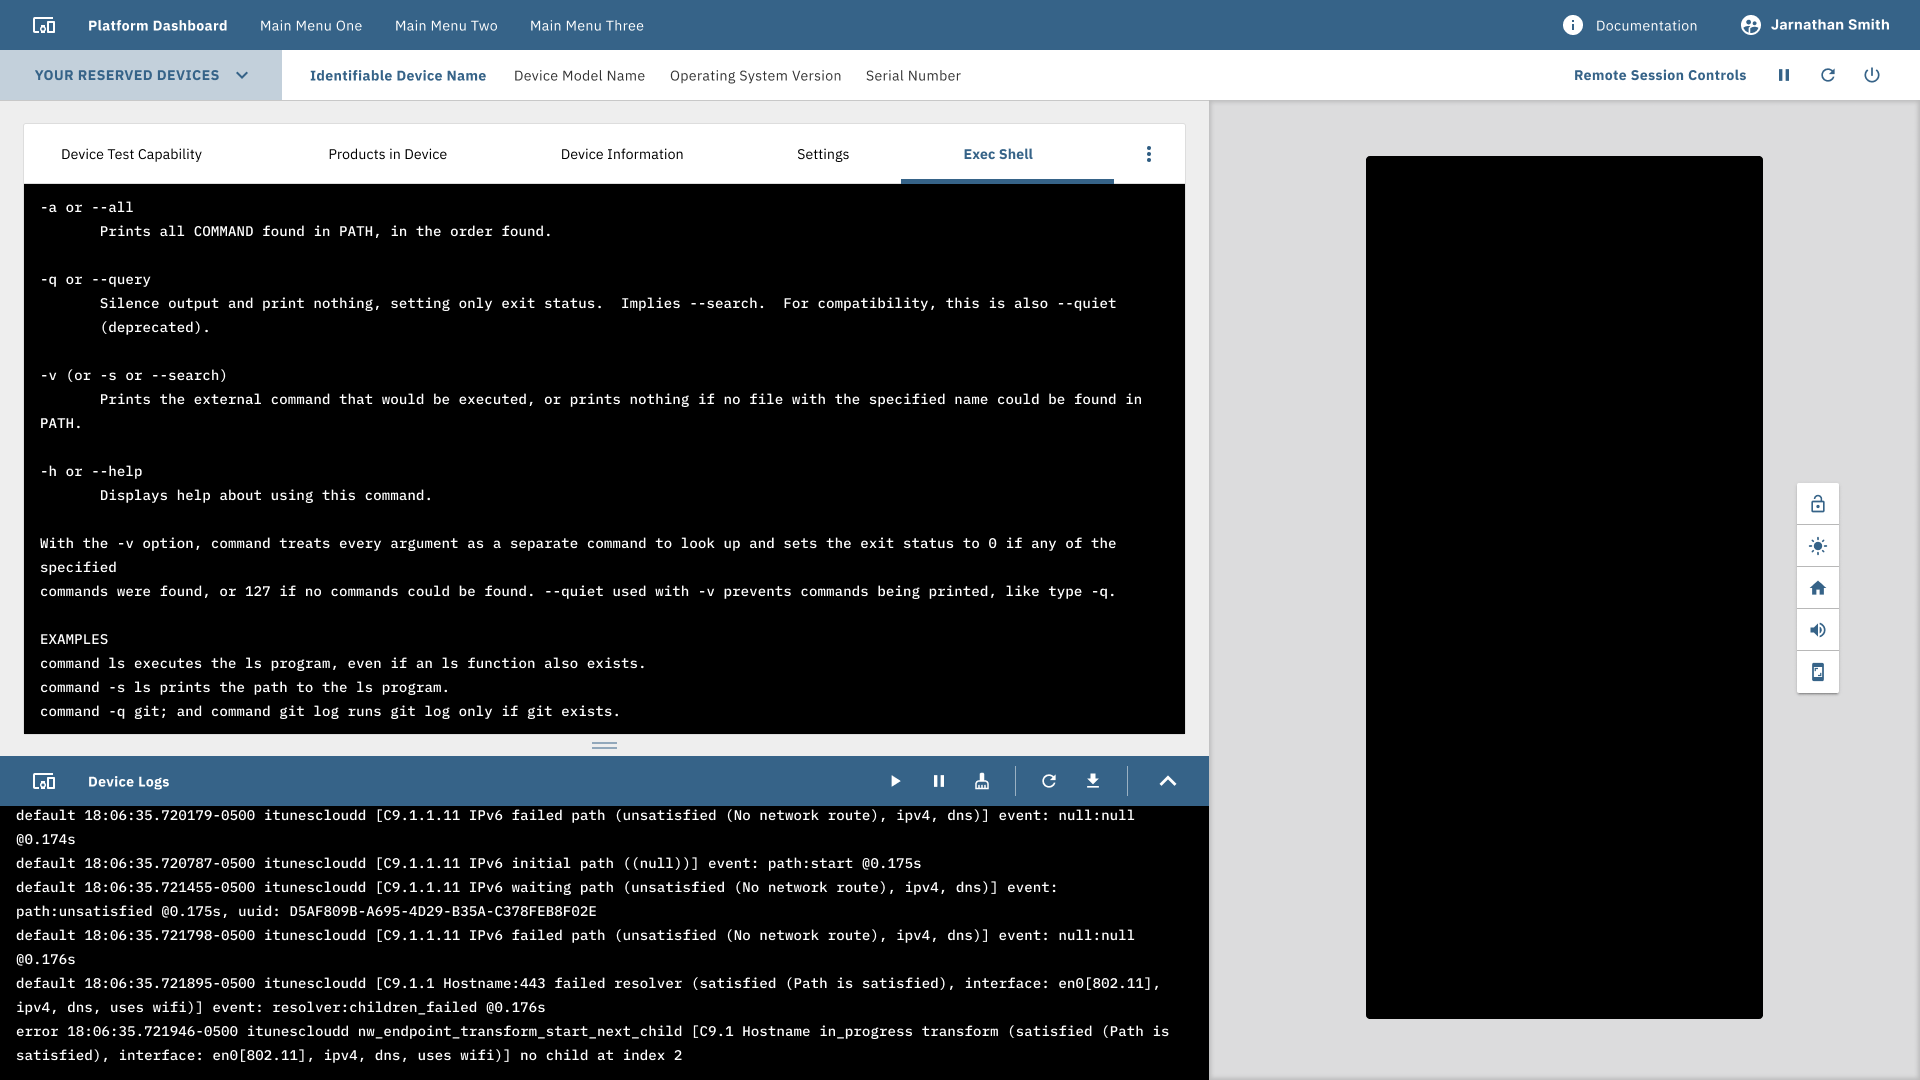 Platform Dashboard Main Menu One Main Menu Two Main Menu Three Documentation Jarnathan Smith
YOUR RESERVED DEVICES Identifiable Device Name Device Model Name Operating System Version Serial Number Remote Session Controls
Device Test Capability Products in Device Device Information Settings Exec Shell
-a or --all
Prints all COMMAND found in PATH, in the order found.
-q or --query
Silence output and print nothing, setting only exit status.  Implies --search.  For compatibility, this is also --quiet
(deprecated).
-v (or -s or --search)
Prints the external command that would be executed, or prints nothing if no file with the specified name could be found in
PATH.
-h or --help
Displays help about using this command.
With the -v option, command treats every argument as a separate command to look up and sets the exit status to 0 if any of the
specified
commands were found, or 127 if no commands could be found. --quiet used with -v prevents commands being printed, like type -q.
EXAMPLES
command ls executes the ls program, even if an ls function also exists.
command -s ls prints the path to the ls program.
command -q git; and command git log runs git log only if git exists.
Device Logs
default 18:06:35.720179-0500 itunescloudd [C9.1.1.11 IPv6 failed path (unsatisfied (No network route), ipv4, dns)] event: null:null
@0.174s
default 18:06:35.720787-0500 itunescloudd [C9.1.1.11 IPv6 initial path ((null))] event: path:start @0.175s
default 18:06:35.721455-0500 itunescloudd [C9.1.1.11 IPv6 waiting path (unsatisfied (No network route), ipv4, dns)] event:
path:unsatisfied @0.175s, uuid: D5AF809B-A695-4D29-B35A-C378FEB8F02E
default 18:06:35.721798-0500 itunescloudd [C9.1.1.11 IPv6 failed path (unsatisfied (No network route), ipv4, dns)] event: null:null
@0.176s
default 18:06:35.721895-0500 itunescloudd [C9.1.1 Hostname:443 failed resolver (satisfied (Path is satisfied), interface: en0[802.11],
ipv4, dns, uses wifi)] event: resolver:children_failed @0.176s
error 18:06:35.721946-0500 itunescloudd nw_endpoint_transform_start_next_child [C9.1 Hostname in_progress transform (satisfied (Path is
satisfied), interface: en0[802.11], ipv4, dns, uses wifi)] no child at index 2